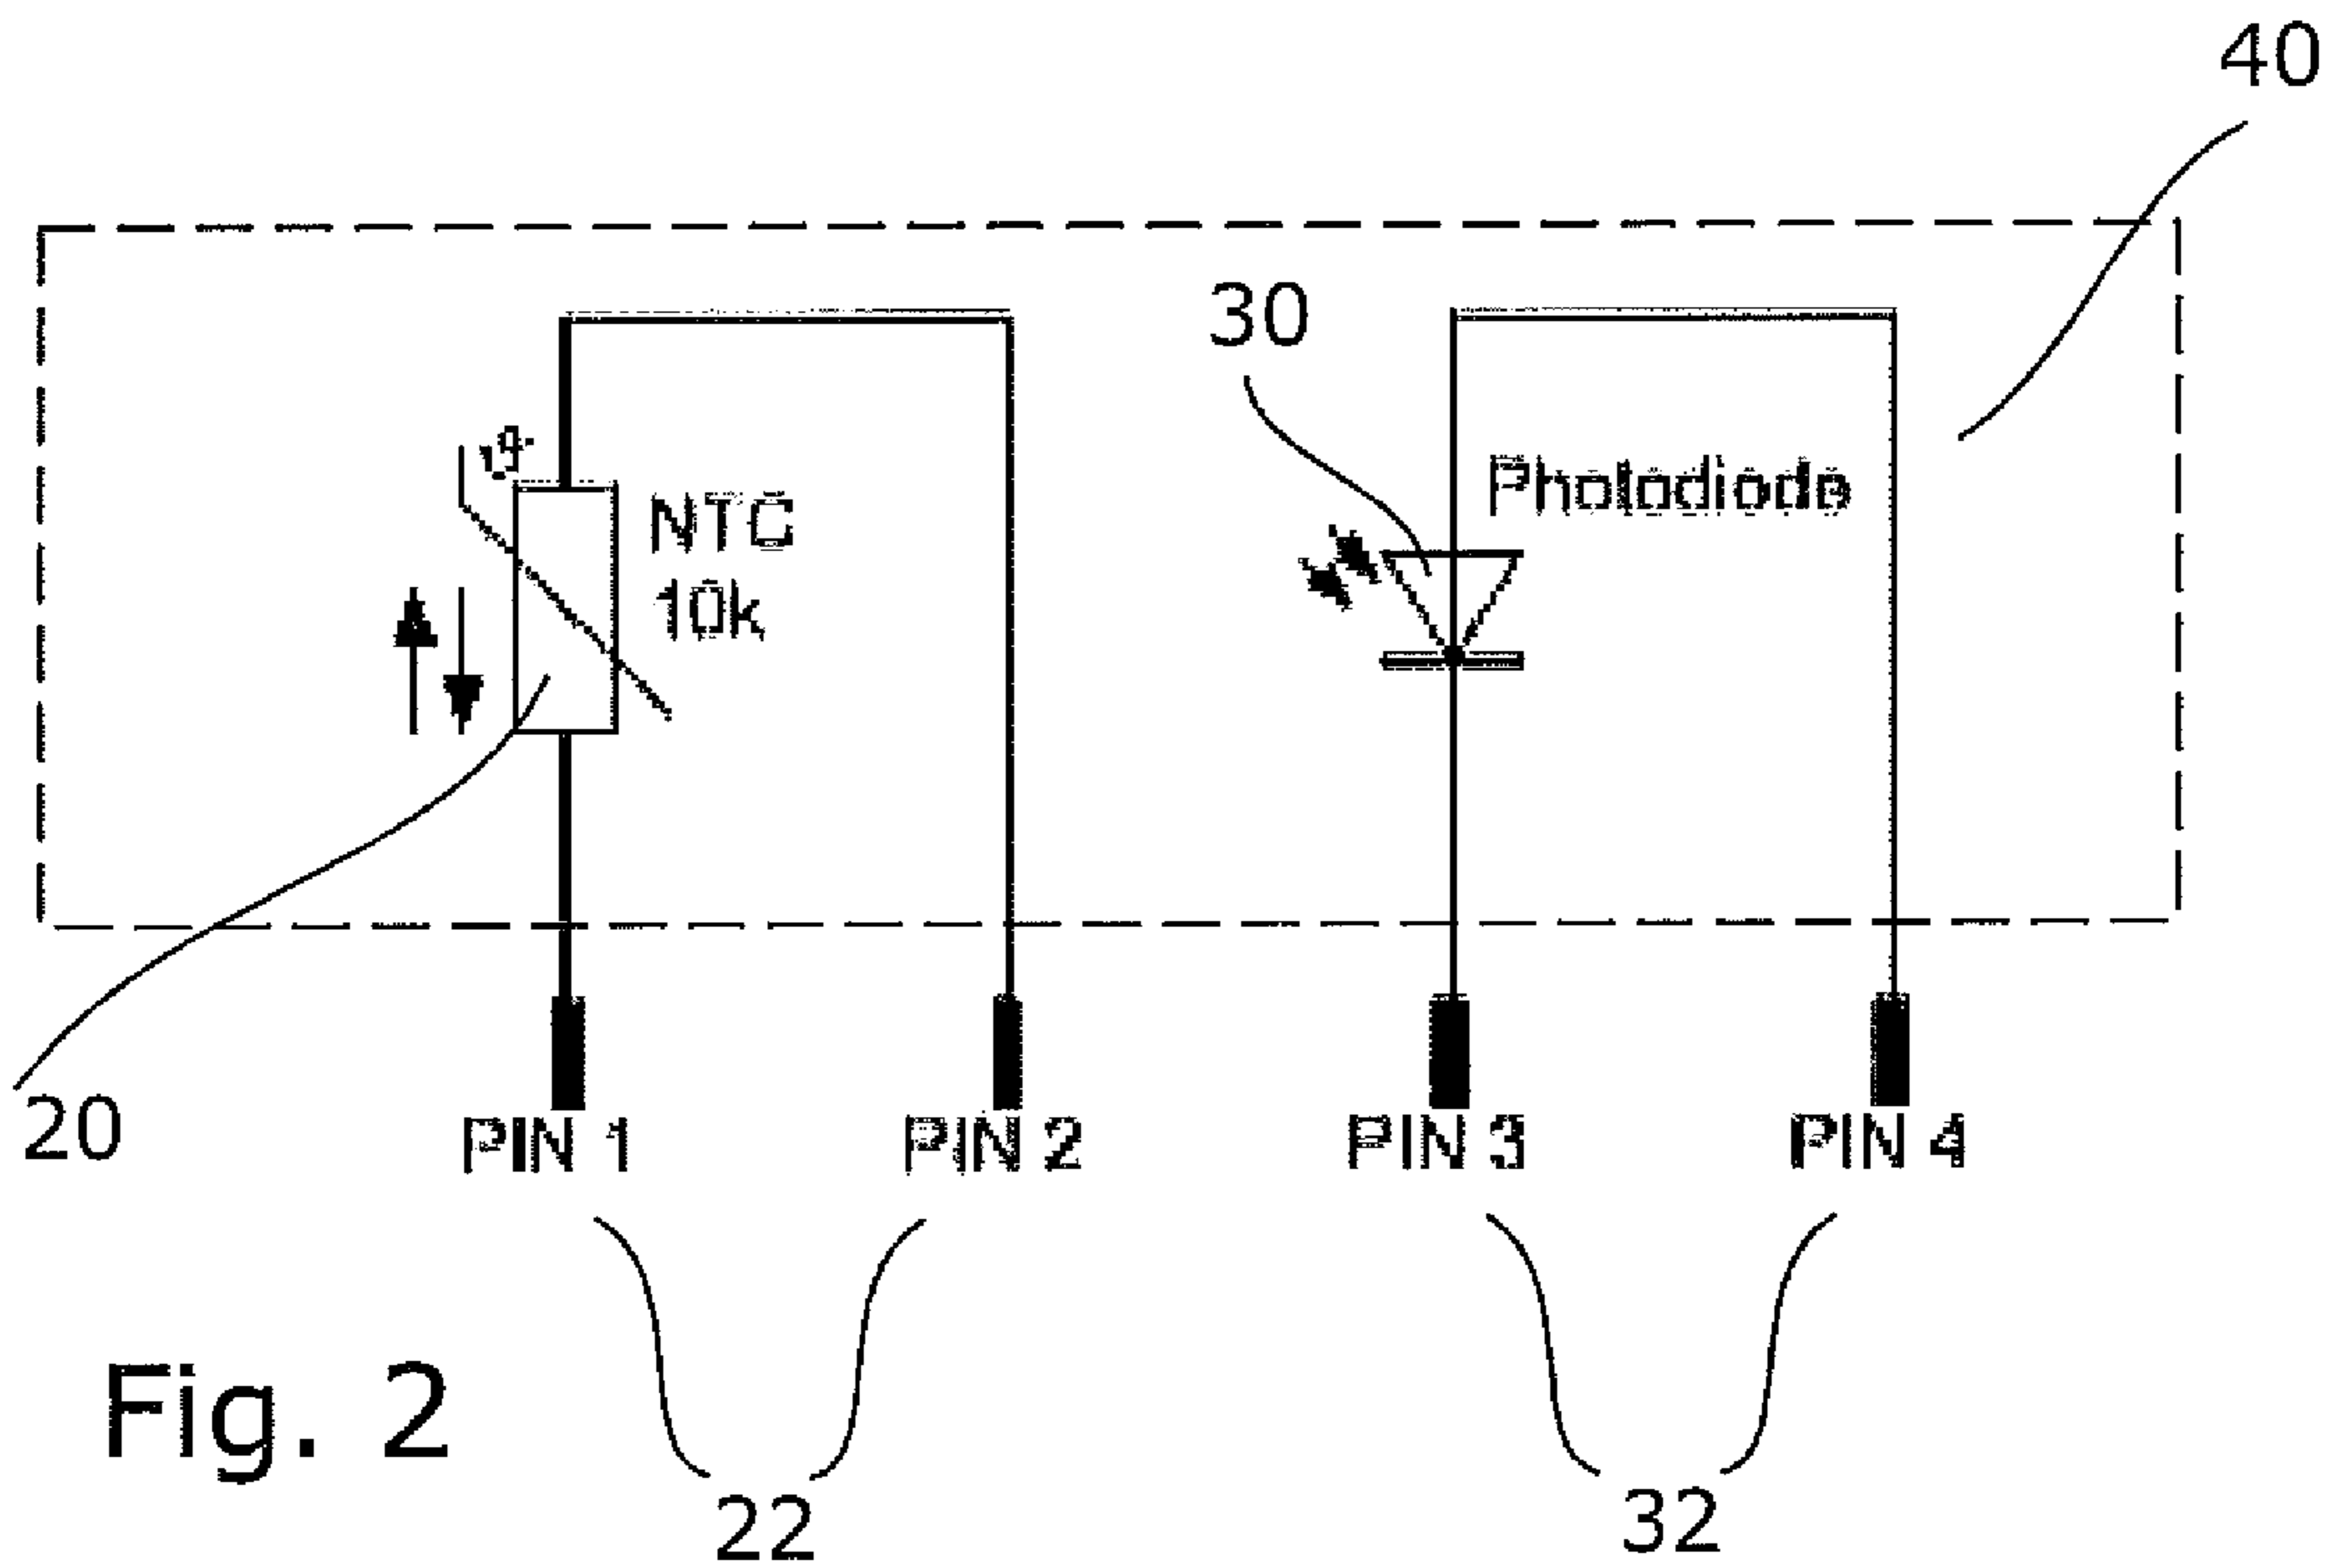 40
30
ϑ
NTC
10k
Photodiode
20
PIN 1
PIN 2
PIN 3
PIN 4
Fig. 2
22
32